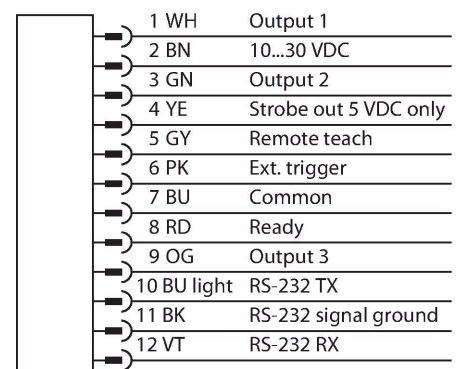 1 WH Output 1
2 BN 10...30 VDC
3 GN Output 2
4 YE Strobe out 5 VDC only
5 GY Remote teach
6 PK Ext. trigger
7 BU Common
8 RD Ready
9 OG Output 3
10 BU light RS-232 TX
11 BK RS-232 signal ground
12 VT RS-232 RX